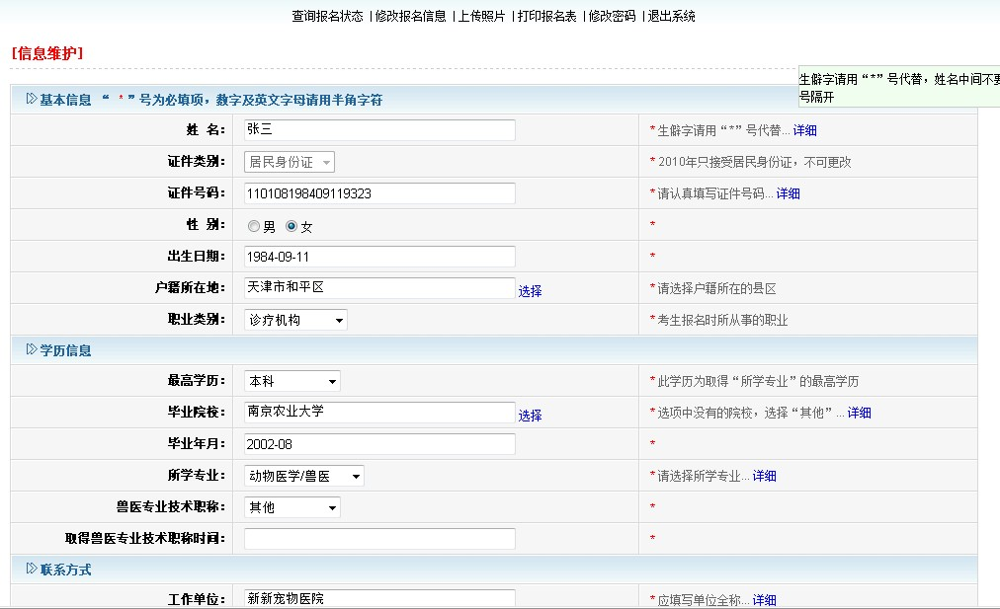 查询报名状态 | 修改报名信息 | 上传照片 | 打印报名表 | 修改密码 | 退出系统
[信息维护]
生僻字请用“*”号代替，姓名中间不要
号隔开
基本信息 “ * ”号为必填项，数字及英文字母请用半角字符
姓 名： 张三 *生僻字请用“*”号代替... 详细
证件类别： 居民身份证 *2010年只接受居民身份证，不可更改
证件号码： 110108198409119323 *请认真填写证件号码... 详细
性 别： 男 女 *
出生日期： 1984-09-11 *
户籍所在地： 天津市和平区 选择 *请选择户籍所在的县区
职业类别： 诊疗机构 *考生报名时所从事的职业
学历信息
最高学历： 本科 *此学历为取得“所学专业”的最高学历
毕业院校： 南京农业大学 选择 *选项中没有的院校，选择“其他”... 详细
毕业年月： 2002-08 *
所学专业： 动物医学/兽医 *请选择所学专业... 详细
兽医专业技术职称： 其他 *
取得兽医专业技术职称时间： *
联系方式
工作单位： 新新宠物医院 *应填写单位全称... 详细